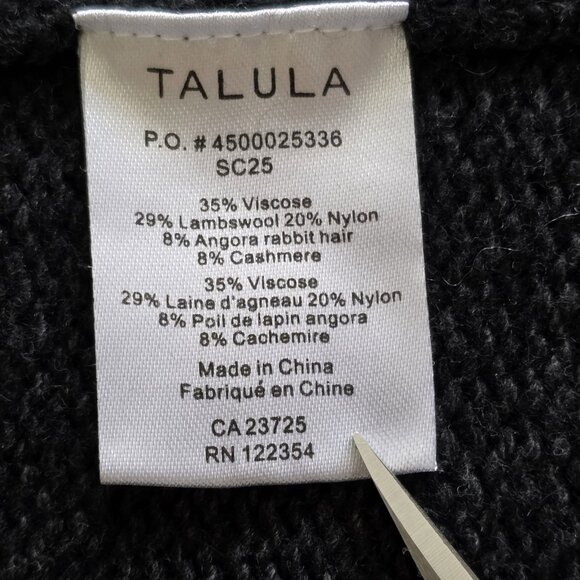 TALULA
P.O. # 4500025336
SC25
35% Viscose
29% Lambswool 20% Nylon
8% Angora rabbit hair
8% Cashmere
35% Viscose
29% Laine d'agneau 20% Nylon
8% Poil de lapin angora
8% Cachemire
Made in China
Fabriqué en Chine
CA 23725
RN 122354